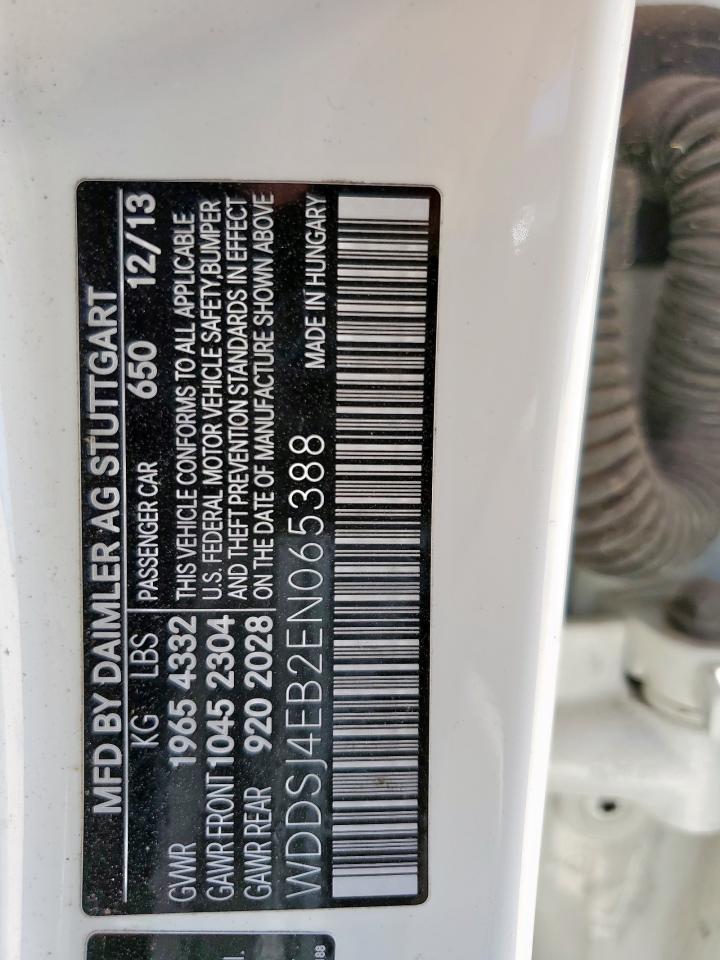 MFD BY DAIMLER AG STUTTGART
KG LBS PASSENGER CAR 650 12/13
GVWR 1965 4332 THIS VEHICLE CONFORMS TO ALL APPLICABLE
GAWR FRONT 1045 2304 U.S. FEDERAL MOTOR VEHICLE SAFETY,BUMPER
AND THEFT PREVENTION STANDARDS IN EFFECT
GAWR REAR 920 2028 ON THE DATE OF MANUFACTURE SHOWN ABOVE
WDDSJ4EB2EN065388 MADE IN HUNGARY